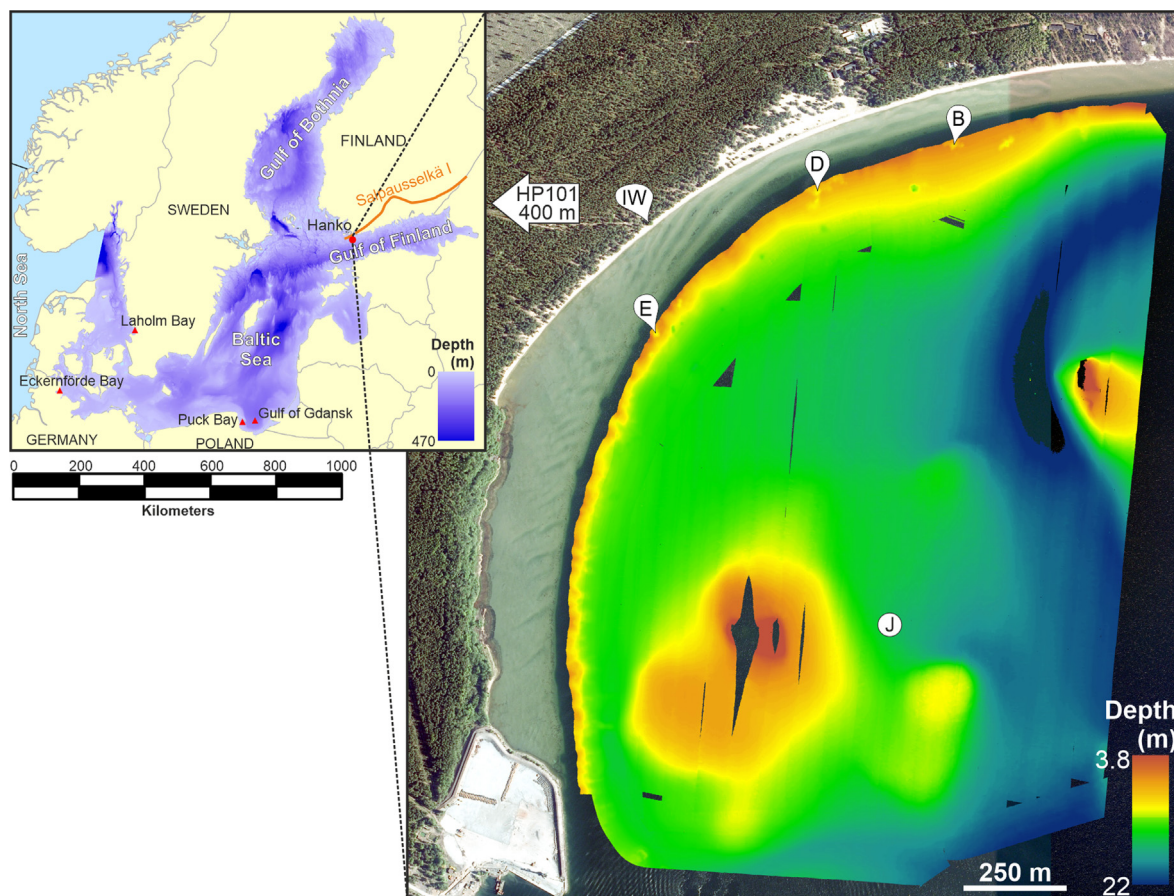 Gulf of Bothnia
FINLAND
Salpausselkä I
SWEDEN
Hanko
Gulf of Finland
North Sea
Laholm Bay
Baltic
Sea
Depth
(m)
0
470
Eckernförde Bay
Puck Bay
Gulf of Gdansk
GERMANY
POLAND
0 200 400 600 800 1000
Kilometers
HP101
400 m
IW
B
D
E
J
Depth
(m)
3.8
22
250 m